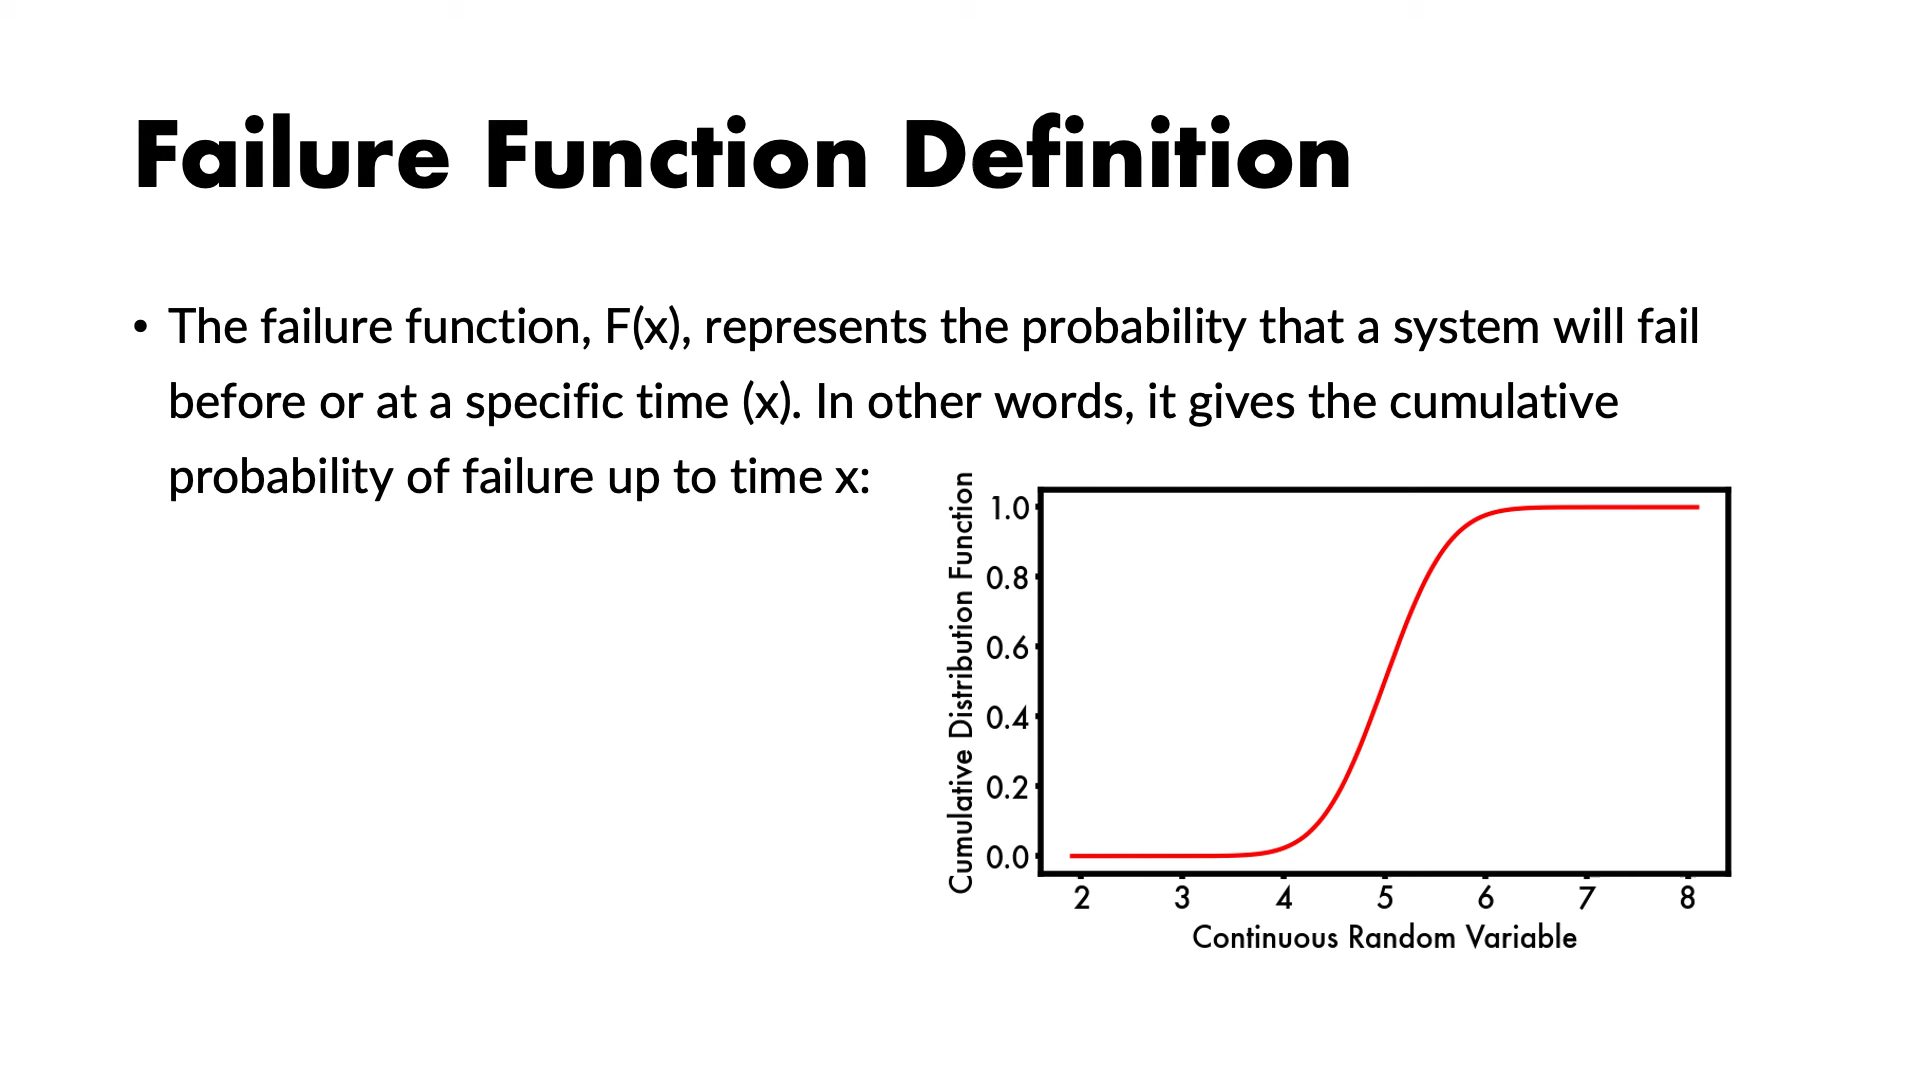 Failure Function Definition
• The failure function, F(x), represents the probability that a system will fail
before or at a specific time (x). In other words, it gives the cumulative
probability of failure up to time x:
Cumulative Distribution Function
1.0
0.8
0.6
0.4
0.2
0.0
2 3 4 5 6 7 8
Continuous Random Variable